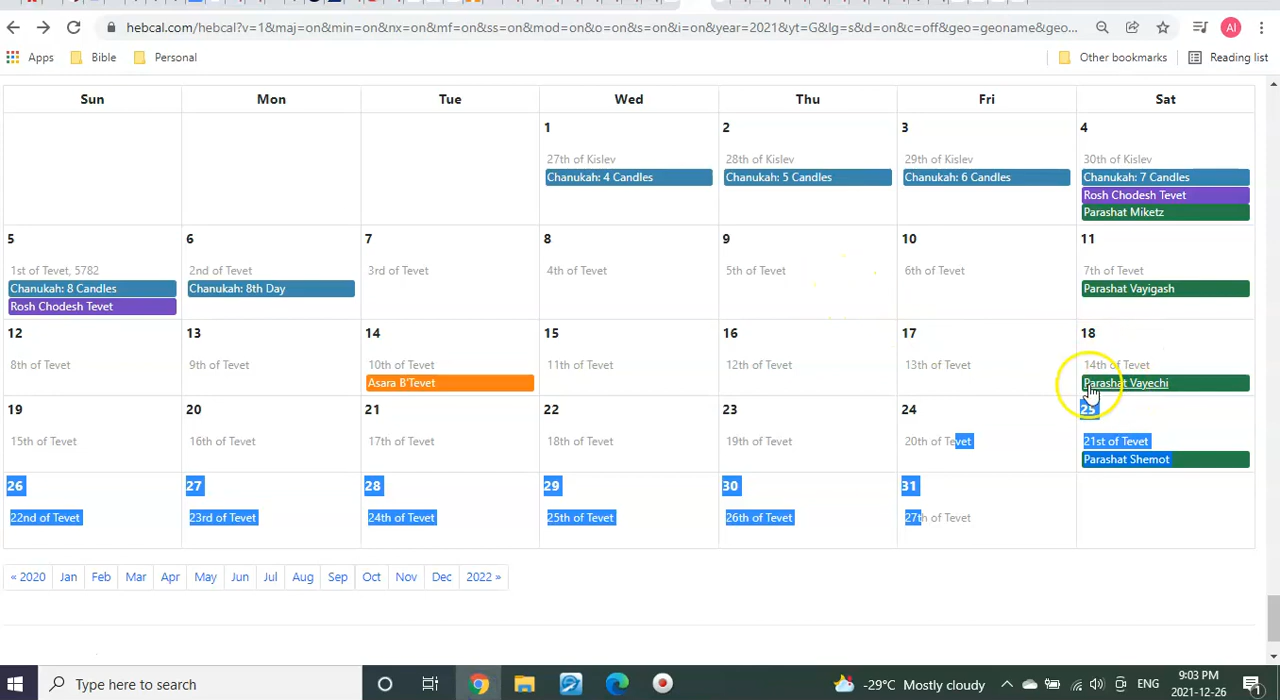 hebcal.com/hebcal?v=1&maj=on&min=on&nx=on&mf=on&ss=on&mod=on&o=on&s=on&i=on&year=2021&yt=G&lg=s&d=on&c=off&geo=geoname&geo...
AI
Apps
Bible
Personal
Other bookmarks
Reading list
Sun Mon Tue Wed Thu Fri Sat
1 2 3 4
27th of Kislev 28th of Kislev 29th of Kislev 30th of Kislev
Chanukah: 4 Candles Chanukah: 5 Candles Chanukah: 6 Candles Chanukah: 7 Candles
Rosh Chodesh Tevet
Parashat Miketz
5 6 7 8 9 10 11
1st of Tevet, 5782 2nd of Tevet 3rd of Tevet 4th of Tevet 5th of Tevet 6th of Tevet 7th of Tevet
Chanukah: 8 Candles Chanukah: 8th Day Parashat Vayigash
Rosh Chodesh Tevet
12 13 14 15 16 17 18
8th of Tevet 9th of Tevet 10th of Tevet 11th of Tevet 12th of Tevet 13th of Tevet 14th of Tevet
Asara B'Tevet Parashat Vayechi
19 20 21 22 23 24 25
15th of Tevet 16th of Tevet 17th of Tevet 18th of Tevet 19th of Tevet 20th of Tevet 21st of Tevet
Parashat Shemot
26 27 28 29 30 31
22nd of Tevet 23rd of Tevet 24th of Tevet 25th of Tevet 26th of Tevet 27th of Tevet
« 2020 Jan Feb Mar Apr May Jun Jul Aug Sep Oct Nov Dec 2022 »
Type here to search
-29°C Mostly cloudy
ENG
9:03 PM
2021-12-26
1